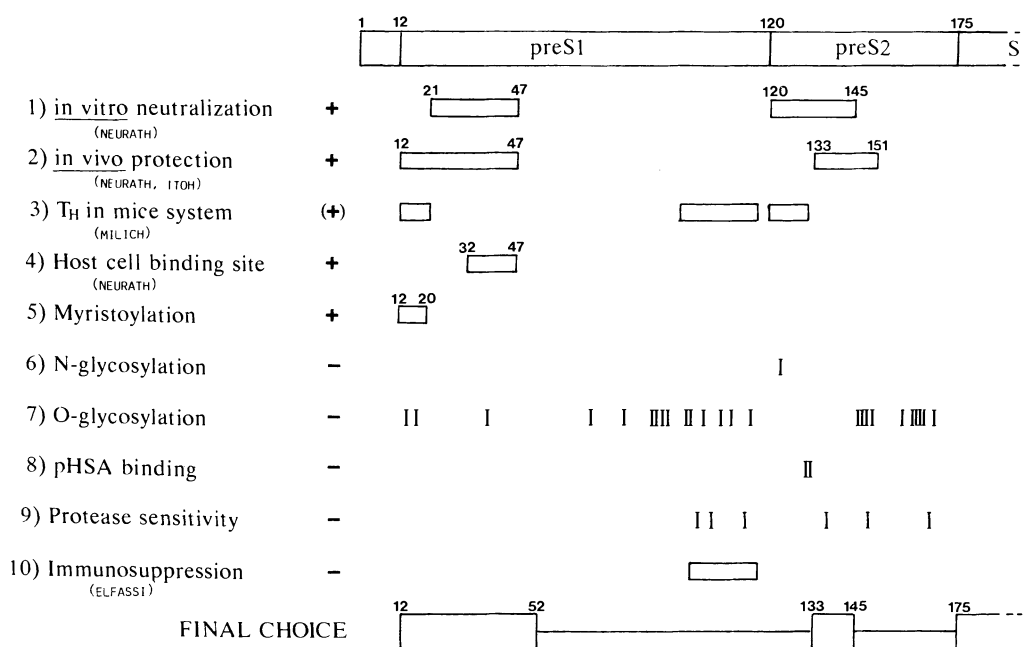 1 12 120 175
preS1 preS2 S
21 47 120 145
1) in vitro neutralization +
(NEURATH)
12 47 133 151
2) in vivo protection +
(NEURATH, ITOH)
3) TH in mice system (+)
(MILICH)
32 47
4) Host cell binding site +
(NEURATH)
12 20
5) Myristoylation +
6) N-glycosylation −
7) O-glycosylation −
8) pHSA binding −
9) Protease sensitivity −
10) Immunosuppression −
(ELFASSI)
12 52 133 145 175
FINAL CHOICE